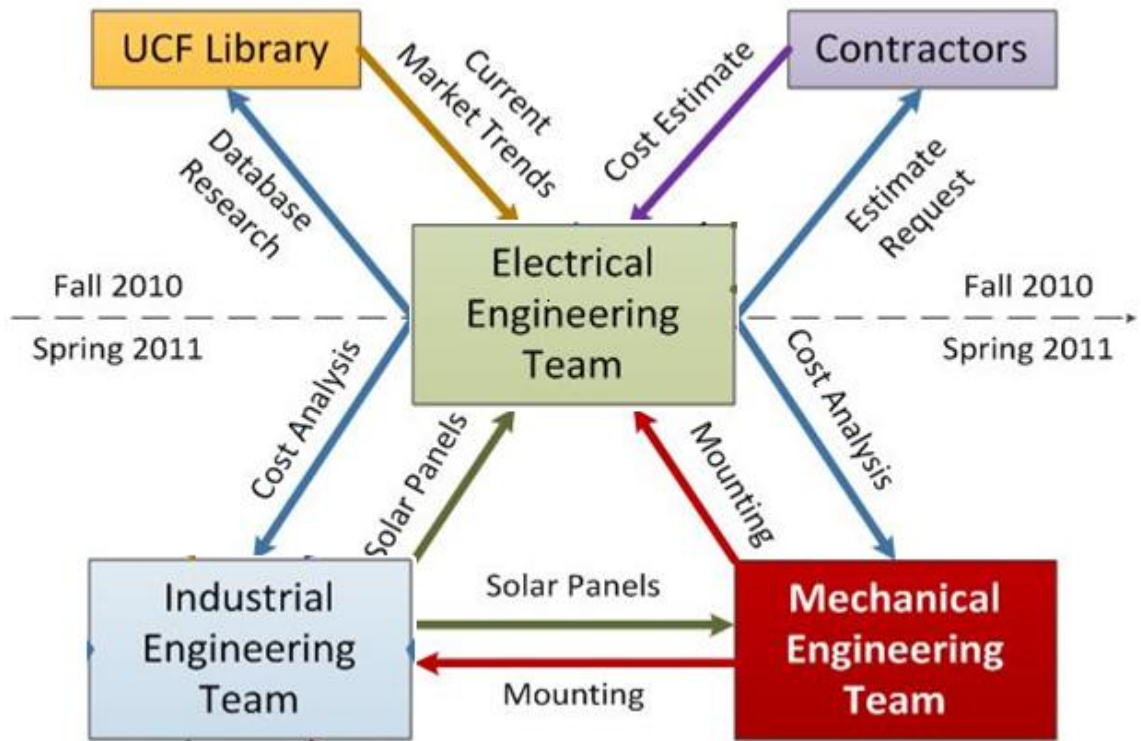 UCF Library
Contractors
Current
Market Trends
Cost Estimate
Database
Research
Estimate
Request
Electrical
Engineering
Team
Fall 2010
Fall 2010
Spring 2011
Spring 2011
Cost Analysis
Cost Analysis
Solar Panels
Mounting
Industrial
Engineering
Team
Solar Panels
Mounting
Mechanical
Engineering
Team